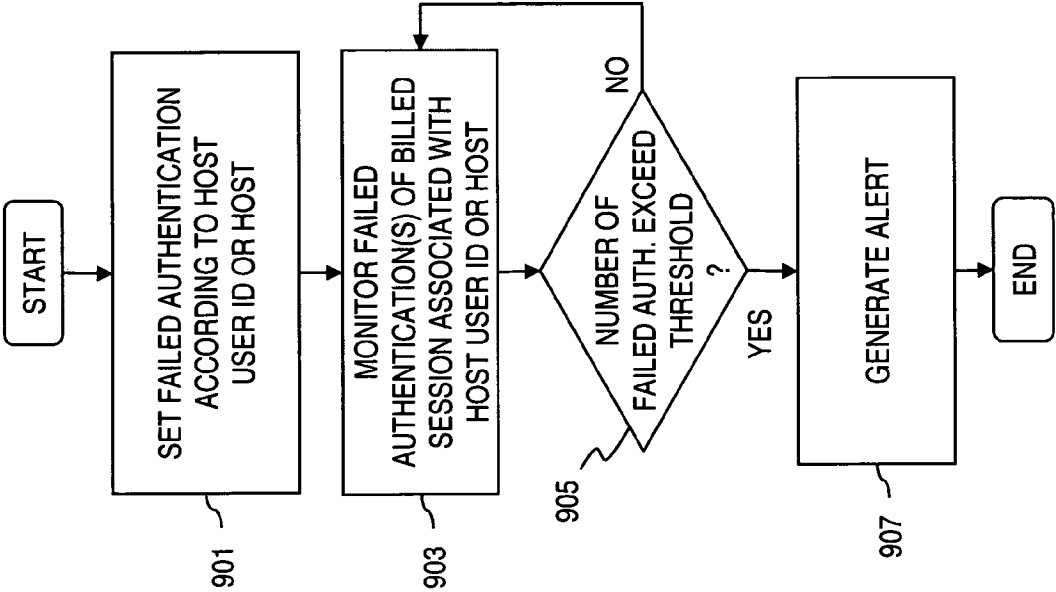 START
SET FAILED AUTHENTICATION
ACCORDING TO HOST
USER ID OR HOST
901
MONITOR FAILED
AUTHENTICATION(S) OF BILLED
SESSION ASSOCIATED WITH
HOST USER ID OR HOST
903
NUMBER OF
FAILED AUTH. EXCEED
THRESHOLD
?
905
NO
YES
GENERATE ALERT
907
END